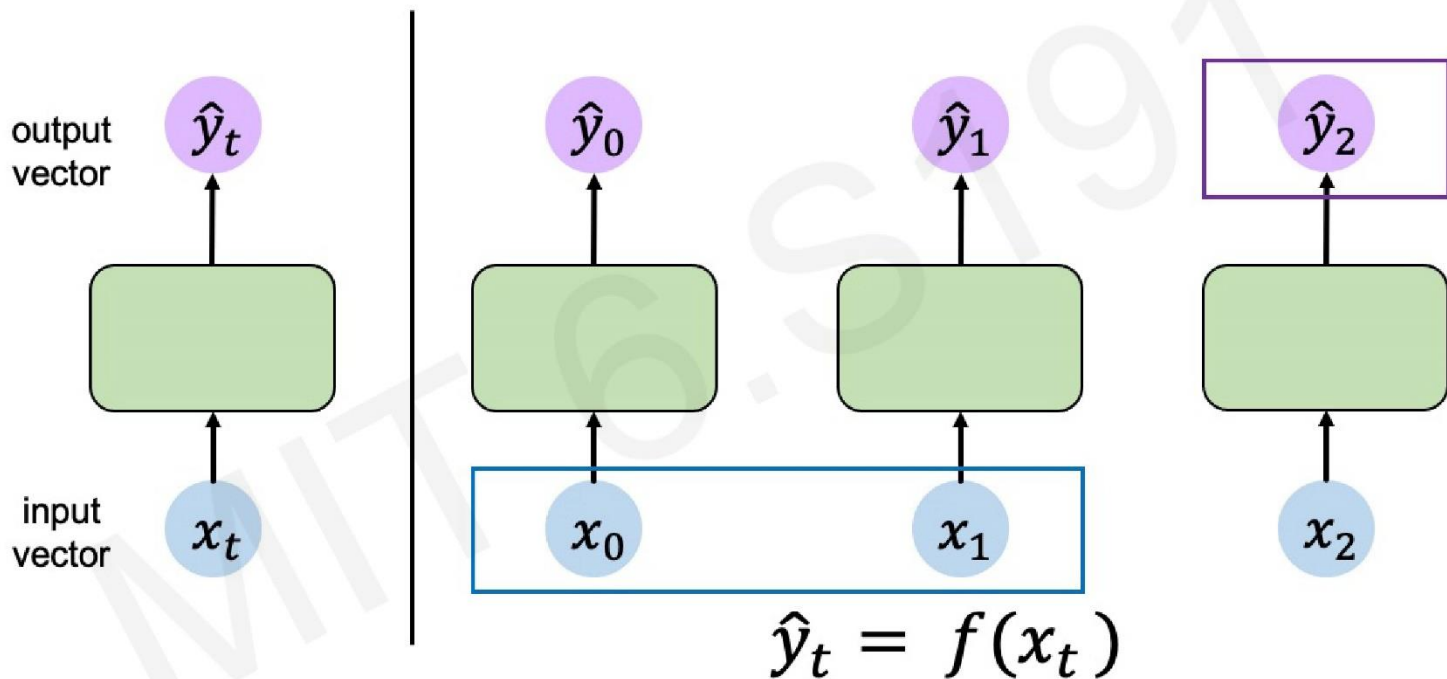 output
vector
ŷ_t
ŷ_0
ŷ_1
ŷ_2
input
vector
x_t
x_0
x_1
x_2
ŷ_t = f(x_t)
MIT 6.S191